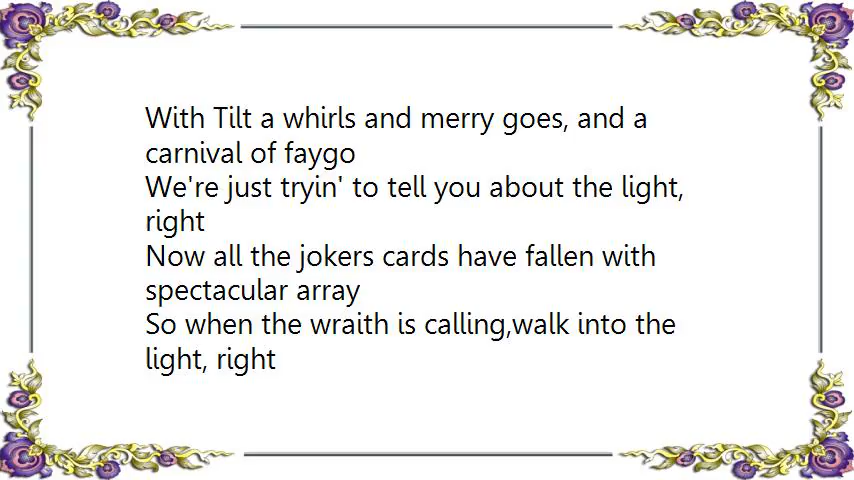 With Tilt a whirls and merry goes, and a
carnival of faygo
We're just tryin' to tell you about the light,
right
Now all the jokers cards have fallen with
spectacular array
So when the wraith is calling,walk into the
light, right